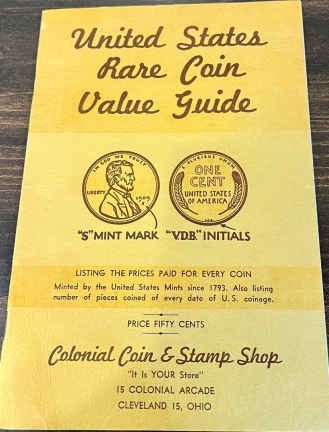 United States
Rare Coin
Value Guide
IN GOD WE TRUST
LIBERTY
1909
S
E PLURIBUS UNUM
ONE
CENT
UNITED STATES
OF AMERICA
V.D.B.
"S" MINT MARK "V.D.B." INITIALS
LISTING THE PRICES PAID FOR EVERY COIN
Minted by the United States Mints since 1793. Also listing
number of pieces coined of every date of U.S. coinage.
PRICE FIFTY CENTS
Colonial Coin & Stamp Shop
"It Is YOUR Store"
15 COLONIAL ARCADE
CLEVELAND 15, OHIO